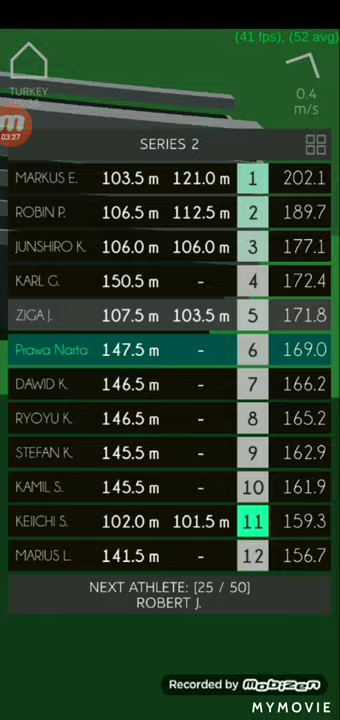 (41 fps), (52 avg)
TURKEY
0.4
m/s
m
03:27
SERIES 2
MARKUS E. 103.5 m 121.0 m 1 202.1
ROBIN P. 106.5 m 112.5 m 2 189.7
JUNSHIRO K. 106.0 m 106.0 m 3 177.1
KARL G. 150.5 m - 4 172.4
ZIGA J. 107.5 m 103.5 m 5 171.8
Prawa Narta 147.5 m - 6 169.0
DAWID K. 146.5 m - 7 166.2
RYOYU K. 146.5 m - 8 165.2
STEFAN K. 145.5 m - 9 162.9
KAMIL S. 145.5 m - 10 161.9
KEIICHI S. 102.0 m 101.5 m 11 159.3
MARIUS L. 141.5 m - 12 156.7
NEXT ATHLETE: [25 / 50]
ROBERT J.
Recorded by mobizen
MYMOVIE